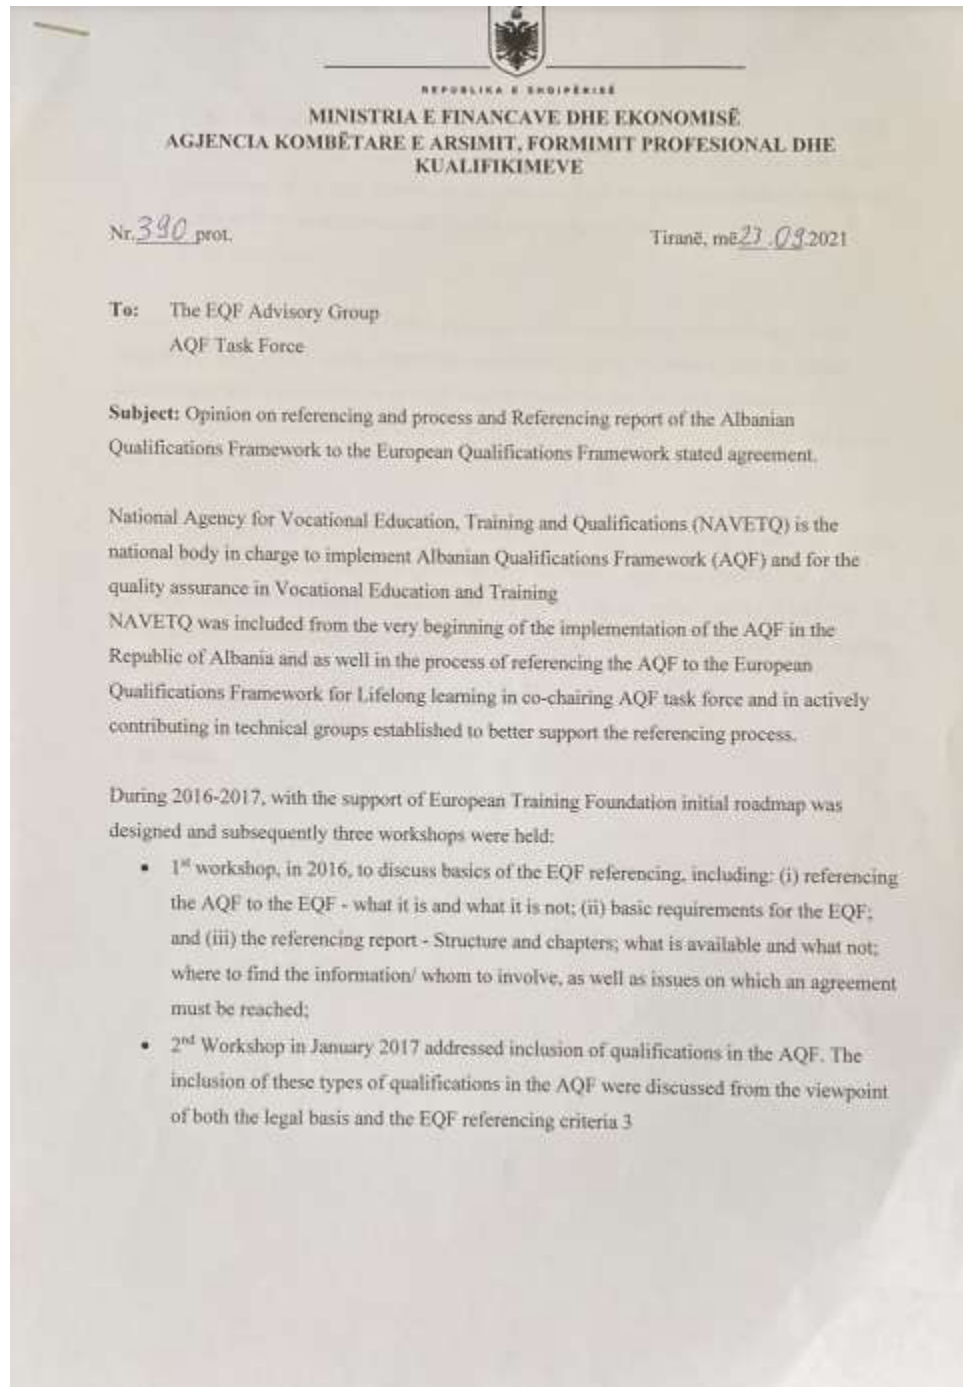 REPUBLIKA E SHQIPËRISË
MINISTRIA E FINANCAVE DHE EKONOMISË
AGJENCIA KOMBËTARE E ARSIMIT, FORMIMIT PROFESIONAL DHE
KUALIFIKIMEVE
Nr. 390 prot.
Tiranë, më 23.09.2021
To: The EQF Advisory Group
AQF Task Force
Subject: Opinion on referencing and process and Referencing report of the Albanian
Qualifications Framework to the European Qualifications Framework stated agreement.
National Agency for Vocational Education, Training and Qualifications (NAVETQ) is the
national body in charge to implement Albanian Qualifications Framework (AQF) and for the
quality assurance in Vocational Education and Training
NAVETQ was included from the very beginning of the implementation of the AQF in the
Republic of Albania and as well in the process of referencing the AQF to the European
Qualifications Framework for Lifelong learning in co-chairing AQF task force and in actively
contributing in technical groups established to better support the referencing process.
During 2016-2017, with the support of European Training Foundation initial roadmap was
designed and subsequently three workshops were held:
• 1st workshop, in 2016, to discuss basics of the EQF referencing, including: (i) referencing
the AQF to the EQF - what it is and what it is not; (ii) basic requirements for the EQF;
and (iii) the referencing report - Structure and chapters; what is available and what not;
where to find the information/ whom to involve, as well as issues on which an agreement
must be reached;
• 2nd Workshop in January 2017 addressed inclusion of qualifications in the AQF. The
inclusion of these types of qualifications in the AQF were discussed from the viewpoint
of both the legal basis and the EQF referencing criteria 3